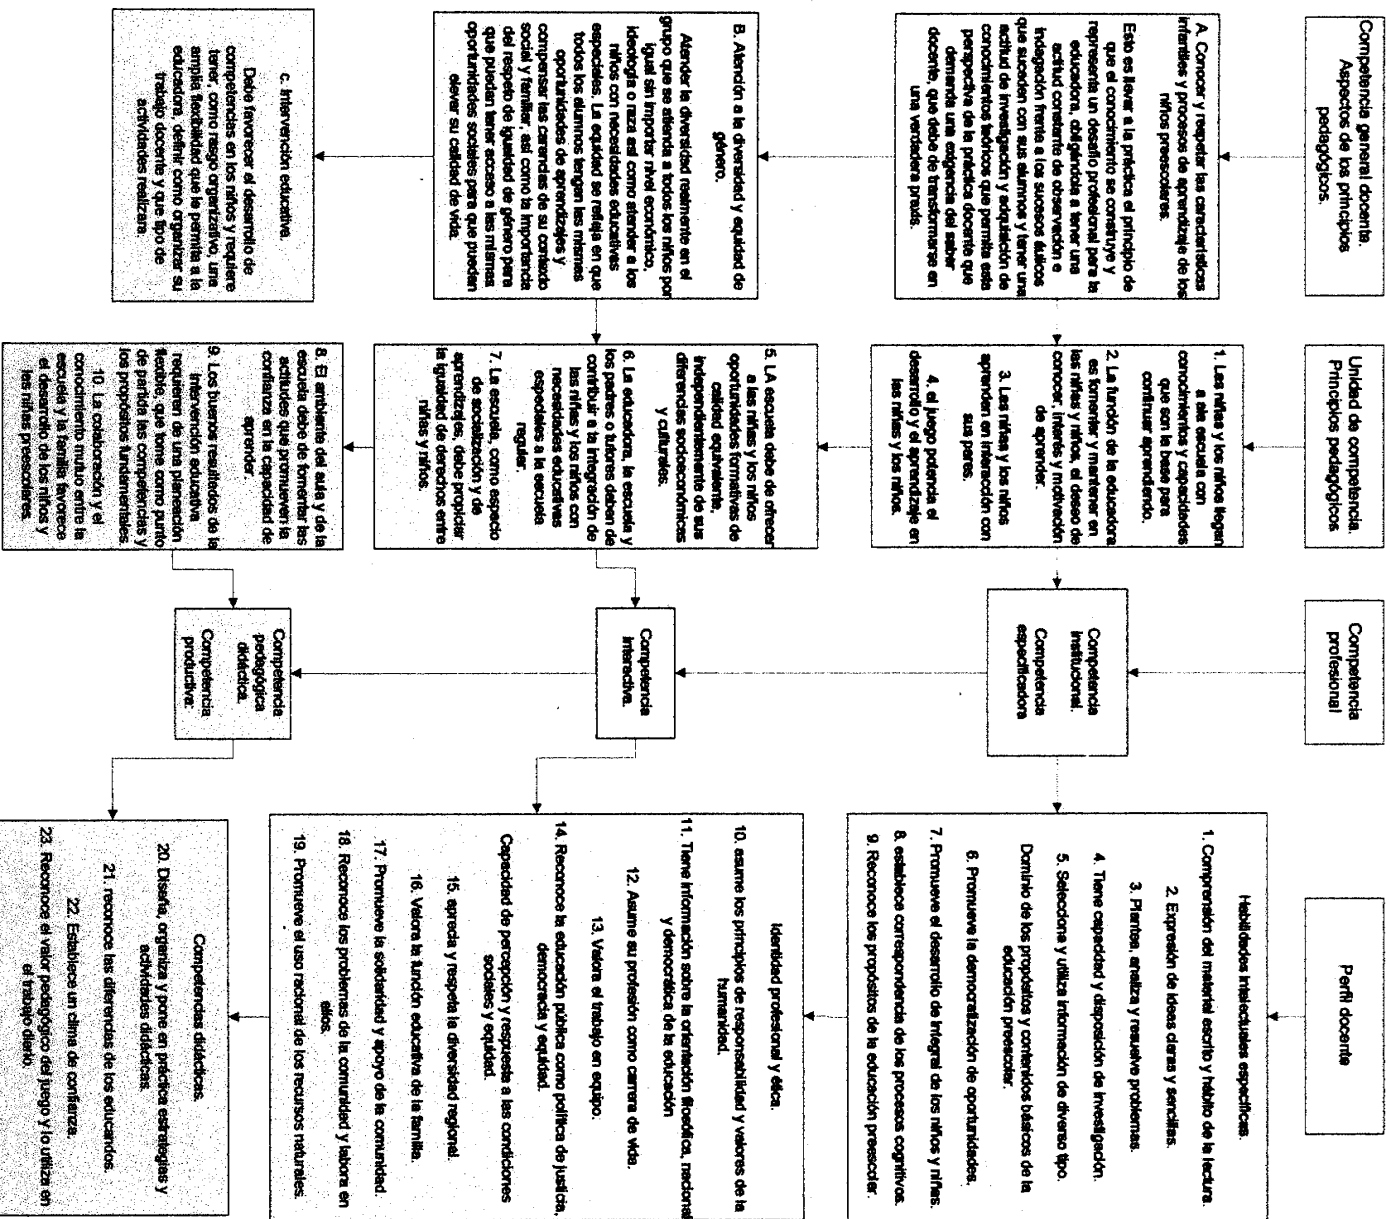 Competencia general docente.
Aspectos de los principios
pedagógicos.
Unidad de competencia.
Principios pedagógicos
Competencia
profesional
Perfil docente
A. Conocer y respetar las características
infantiles y procesos de aprendizaje de los
niños preescolares.
Esto es llevar a la práctica el principio de
que el conocimiento se construye y
representa un desafío profesional para la
educadora, obligándola a tener una
actitud constante de observación e
indagación frente a los sucesos áulicos
que suceden con sus alumnos y tener una
actitud de investigación y adquisición de
conocimientos teóricos que permita esta
perspectiva de la práctica docente que
demanda una exigencia del saber
docente, que debe de transformarse en
una verdadera praxis.
1. Las niñas y los niños llegan
a ala escuela con
conocimientos y capacidades
que son la base para
continuar aprendiendo.
2. La función de la educadora
es fomentar y mantener en
las niñas y niños, el deseo de
conocer, interés y motivación
de aprender.
3. Las niñas y los niños
aprenden en interacción con
sus pares.
4. el juego potencia el
desarrollo y el aprendizaje en
las niñas y los niños.
Competencia
institucional.
Competencia
especificadora
Habilidades intelectuales específicas.
1. Comprensión del material escrito y hábito de la lectura.
2. Expresión de ideas claras y sencillas.
3. Plantea, analiza y resuelve problemas.
4. Tiene capacidad y disposición de investigación.
5. Selecciona y utiliza información de diverso tipo.
Dominio de los propósitos y contenidos básicos de la
educación preescolar.
6. Promueve la democratización de oportunidades.
7. Promueve el desarrollo de integral de los niños y niñas.
8. establece correspondencia de los procesos cognitivos.
9. Reconoce los propósitos de la educación preescolar.
B. Atención a la diversidad y equidad de
género.
Atender la diversidad realmente en el
grupo que se atienda a todos los niños por
igual sin importar nivel económico,
ideología o raza así como atender a los
niños con necesidades educativas
especiales. La equidad se refleja en que
todos los alumnos tengan las mismas
oportunidades de aprendizajes y
compensar las carencias de su contexto
social y familiar, así como la importancia
del respeto de igualdad de género para
que puedan tener acceso a las mismas
oportunidades sociales para que puedan
elevar su calidad de vida.
5. LA escuela debe de ofrecer
a las niñas y los niños
oportunidades formativas de
calidad equivalente,
independientemente de sus
diferencias socioeconómicas
y culturales.
6. La educadora, la escuela y
los padres o tutores deben de
contribuir a la integración de
las niñas y los niños con
necesidades educativas
especiales a la escuela
regular.
7. La escuela, como espacio
de socialización y de
aprendizajes, debe propiciar
la igualdad de derechos entre
niñas y niños.
Competencia
interactiva.
Identidad profesional y ética.
10. asume los principios de responsabilidad y valores de la
humanidad.
11. Tiene información sobre la orientación filosófica, nacional
y democrática de la educación
12. Asume su profesión como carrera de vida.
13. Valora el trabajo en equipo.
14. Reconoce la educación pública como política de justicia,
democracia y equidad.
Capacidad de percepción y respuesta a las condiciones
sociales y equidad.
15. aprecia y respeta la diversidad regional.
16. Valora la función educativa de la familia.
17. Promueve la solidaridad y apoyo de la comunidad.
18. Reconoce los problemas de la comunidad y labora en
ellos.
19. Promueve el uso racional de los recursos naturales.
c. Intervención educativa.
Debe favorecer el desarrollo de
competencias en los niños y requiere
tener, como rasgo organizativo, una
amplia flexibilidad que le permita a la
educadora, definir como organizar su
trabajo docente y que tipo de
actividades realizara.
8. El ambiente del aula y de la
escuela debe de fomentar las
actitudes que promueven la
confianza en la capacidad de
aprender.
9. Los buenos resultados de la
intervención educativa
requieren de una planeación
flexible, que tome como punto
de partida las competencias y
los propósitos fundamentales.
10. La colaboración y el
conocimiento mutuo entre la
escuela y la familia favorece
el desarrollo de los niños y
las niñas preescolares.
Competencia
pedagógica
didáctica.
Competencia
productiva.
Competencias didácticas.
20. Diseña, organiza y pone en práctica estrategias y
actividades didácticas.
21. reconoce las diferencias de los educandos.
22. Establece un clima de confianza.
23. Reconoce el valor pedagógico del juego y lo utiliza en
el trabajo diario.